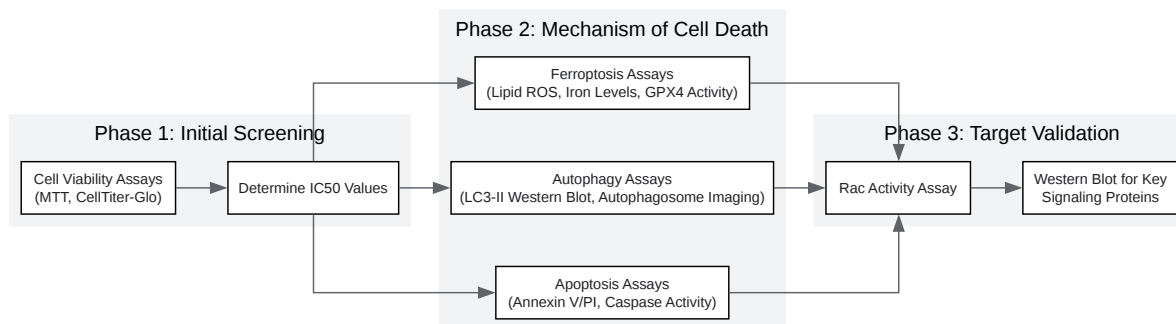 Phase 1: Initial Screening
Cell Viability Assays
(MTT, CellTiter-Glo)
Determine IC50 Values
Phase 2: Mechanism of Cell Death
Ferroptosis Assays
(Lipid ROS, Iron Levels, GPX4 Activity)
Autophagy Assays
(LC3-II Western Blot, Autophagosome Imaging)
Apoptosis Assays
(Annexin V/PI, Caspase Activity)
Phase 3: Target Validation
Rac Activity Assay
Western Blot for Key
Signaling Proteins